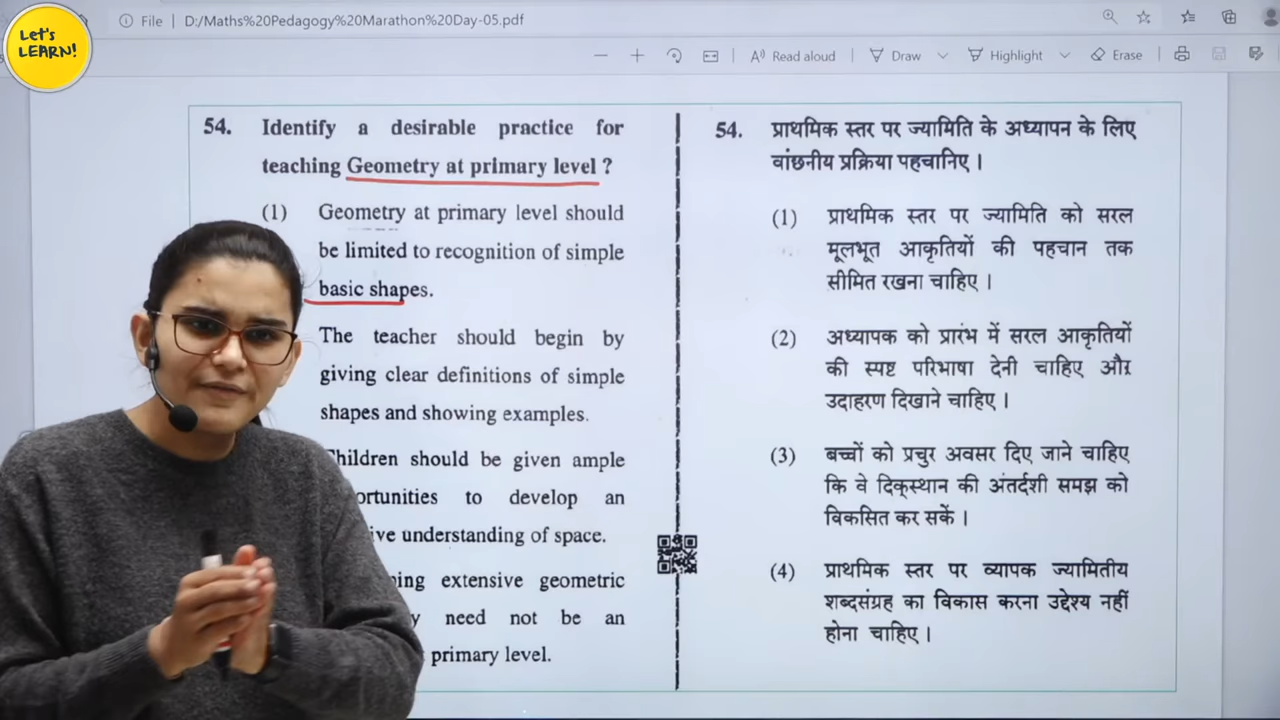 Let's
LEARN!
File | D:/Maths%20Pedagogy%20Marathon%20Day-05.pdf
Read aloud
Draw
Highlight
Erase
54. Identify a desirable practice for
teaching Geometry at primary level ?
(1) Geometry at primary level should
be limited to recognition of simple
basic shapes.
The teacher should begin by
giving clear definitions of simple
shapes and showing examples.
Children should be given ample
to develop an
understanding of space.
extensive geometric
need not be an
primary level.
54. प्राथमिक स्तर पर ज्यामिति के अध्यापन के लिए
वांछनीय प्रक्रिया पहचानिए ।
(1) प्राथमिक स्तर पर ज्यामिति को सरल
मूलभूत आकृतियों की पहचान तक
सीमित रखना चाहिए ।
(2) अध्यापक को प्रारंभ में सरल आकृतियों
की स्पष्ट परिभाषा देनी चाहिए और
उदाहरण दिखाने चाहिए ।
(3) बच्चों को प्रचुर अवसर दिए जाने चाहिए
कि वे दिक्स्थान की अंतर्दशी समझ को
विकसित कर सकें ।
(4) प्राथमिक स्तर पर व्यापक ज्यामितीय
शब्दसंग्रह का विकास करना उद्देश्य नहीं
होना चाहिए ।